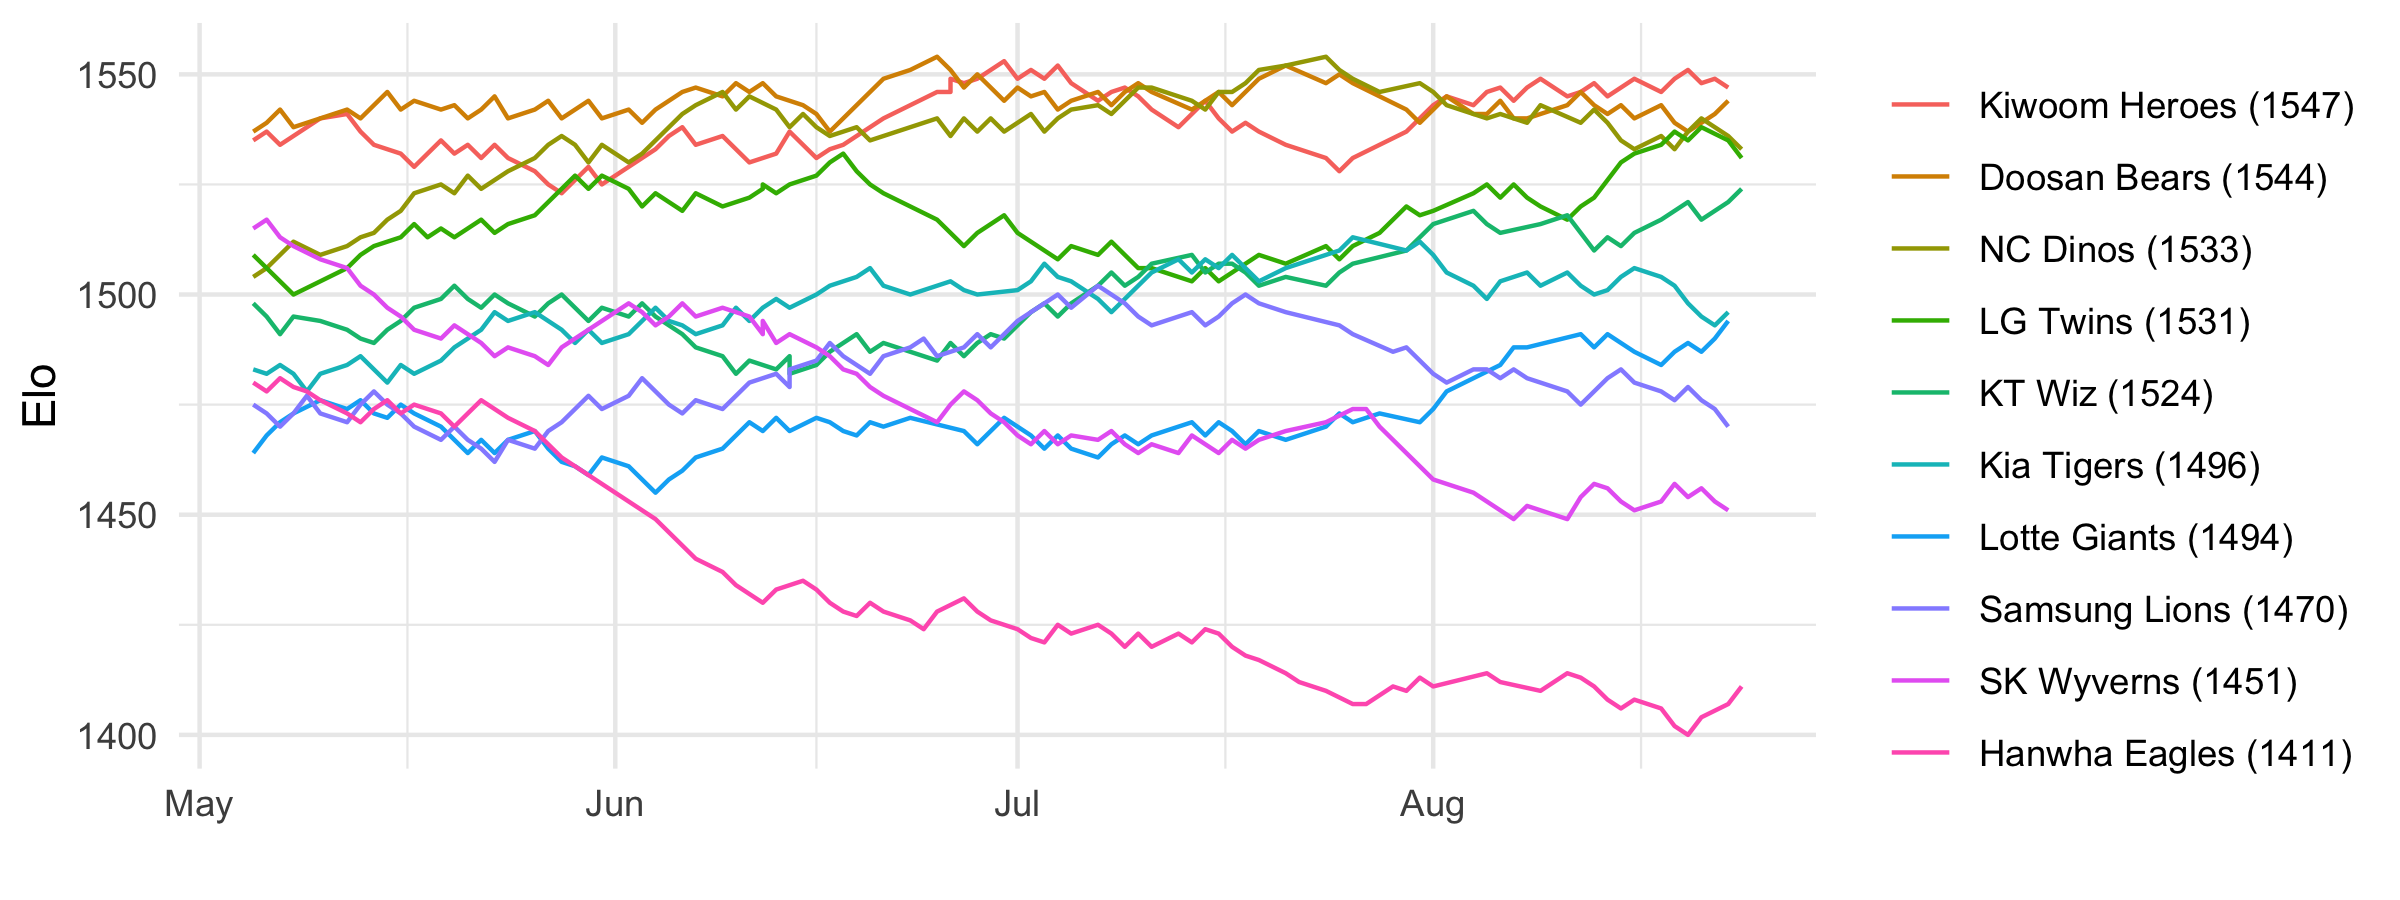 Elo
1550
1500
1450
1400
May Jun Jul Aug
Kiwoom Heroes (1547)
Doosan Bears (1544)
NC Dinos (1533)
LG Twins (1531)
KT Wiz (1524)
Kia Tigers (1496)
Lotte Giants (1494)
Samsung Lions (1470)
SK Wyverns (1451)
Hanwha Eagles (1411)